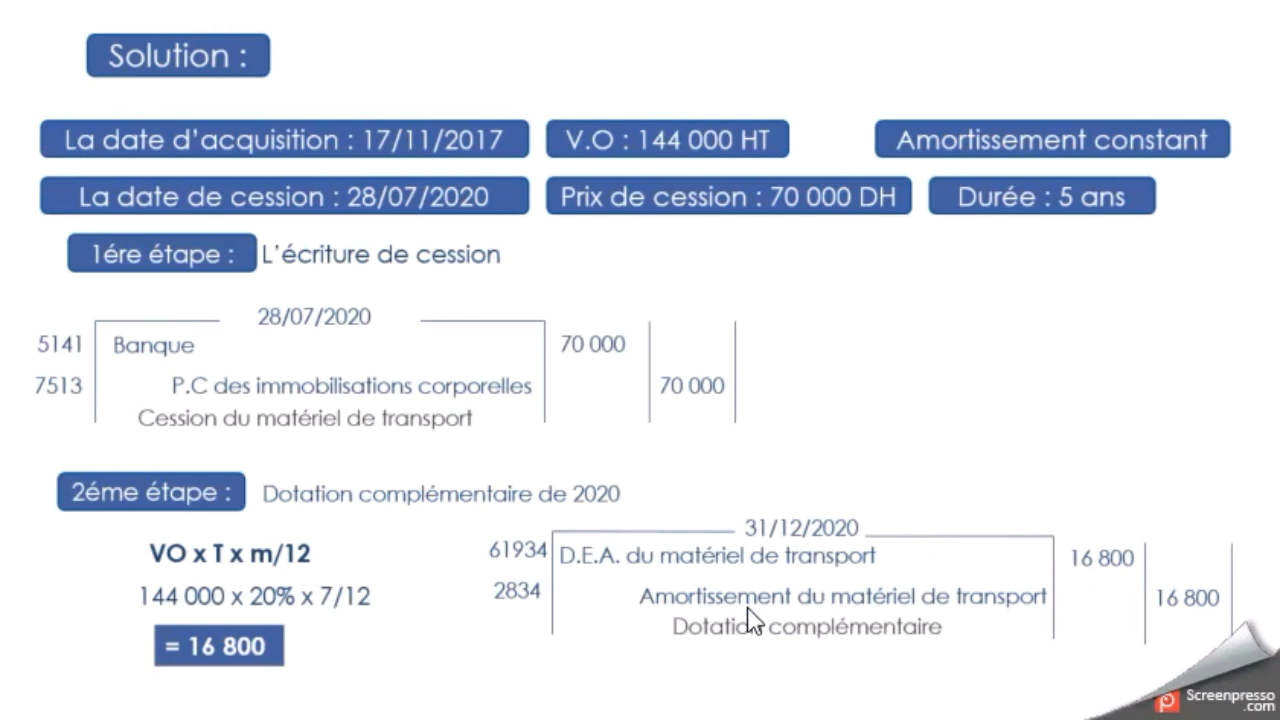 Solution :
La date d'acquisition : 17/11/2017
V.O : 144 000 HT
Amortissement constant
La date de cession : 28/07/2020
Prix de cession : 70 000 DH
Durée : 5 ans
1ére étape : L'écriture de cession
28/07/2020
5141 Banque 70 000
7513 P.C des immobilisations corporelles 70 000
Cession du matériel de transport
2éme étape : Dotation complémentaire de 2020
31/12/2020
VO x T x m/12
61934 D.E.A. du matériel de transport 16 800
144 000 x 20% x 7/12
2834 Amortissement du matériel de transport 16 800
Dotation complémentaire
= 16 800
Screenpresso
.com